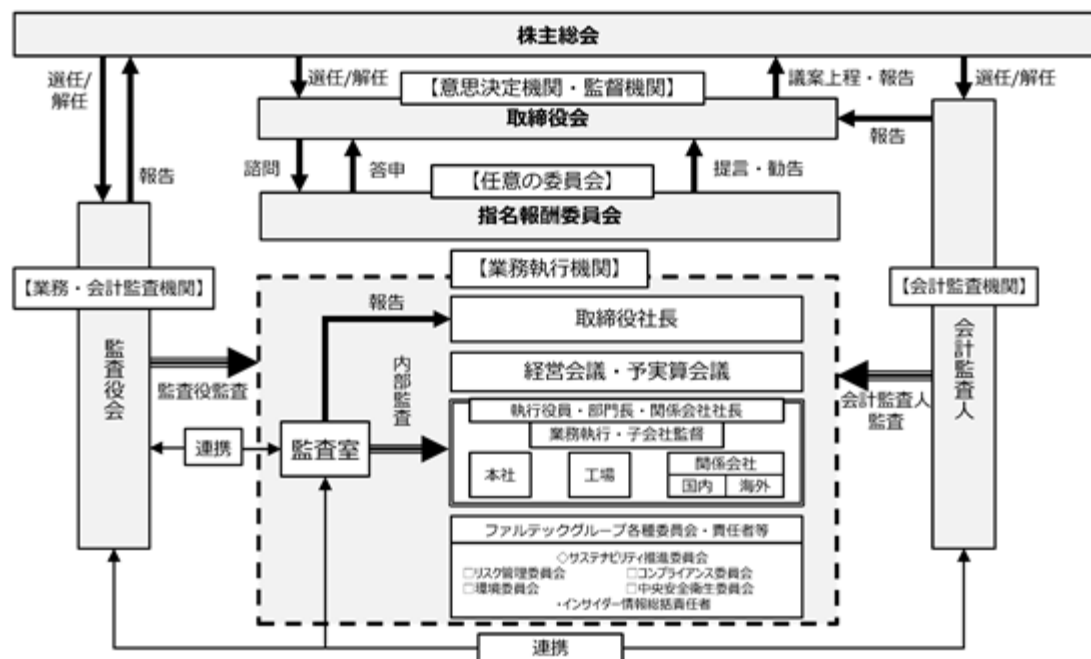 株主総会
選任/
解任
報告
選任/解任
議案上程・報告
選任/解任
【意思決定機関・監督機関】
取締役会
報告
諮問
答申
提言・勧告
【任意の委員会】
指名報酬委員会
【業務・会計監査機関】
監査役会
【業務執行機関】
【会計監査機関】
会計監査人
報告
取締役社長
内部監査
経営会議・予実算会議
監査役監査
会計監査人
監査
執行役員・部門長・関係会社社長
業務執行・子会社監督
連携
監査室
本社
工場
関係会社
国内
海外
ファルテックグループ各種委員会・責任者等
◇サステナビリティ推進委員会
□リスク管理委員会
□コンプライアンス委員会
□環境委員会
□中央安全衛生委員会
・インサイダー情報総括責任者
連携